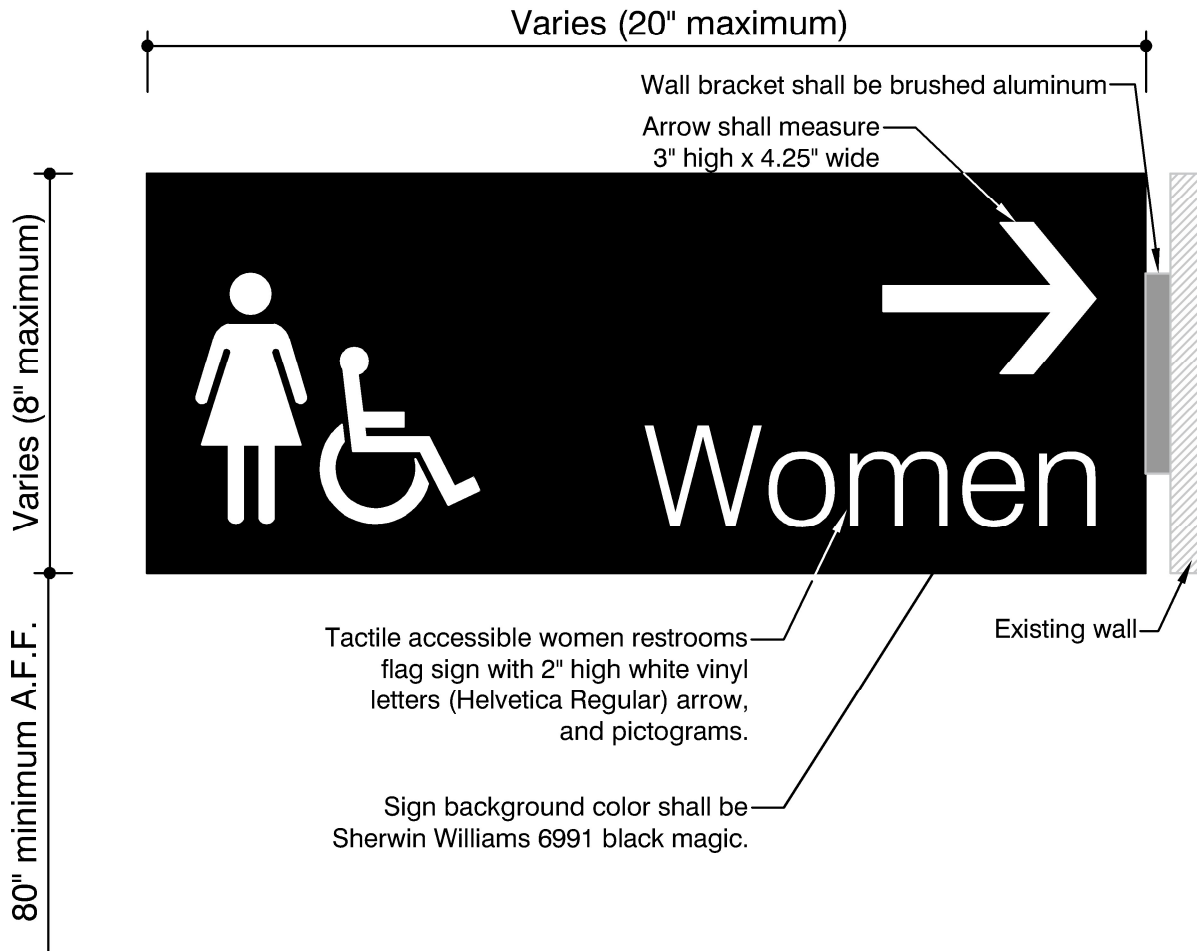 Varies (20" maximum)
Wall bracket shall be brushed aluminum
Arrow shall measure
3" high x 4.25" wide
Varies (8" maximum)
Women
80" minimum A.F.F.
Tactile accessible women restrooms
flag sign with 2" high white vinyl
letters (Helvetica Regular) arrow,
and pictograms.
Existing wall
Sign background color shall be
Sherwin Williams 6991 black magic.